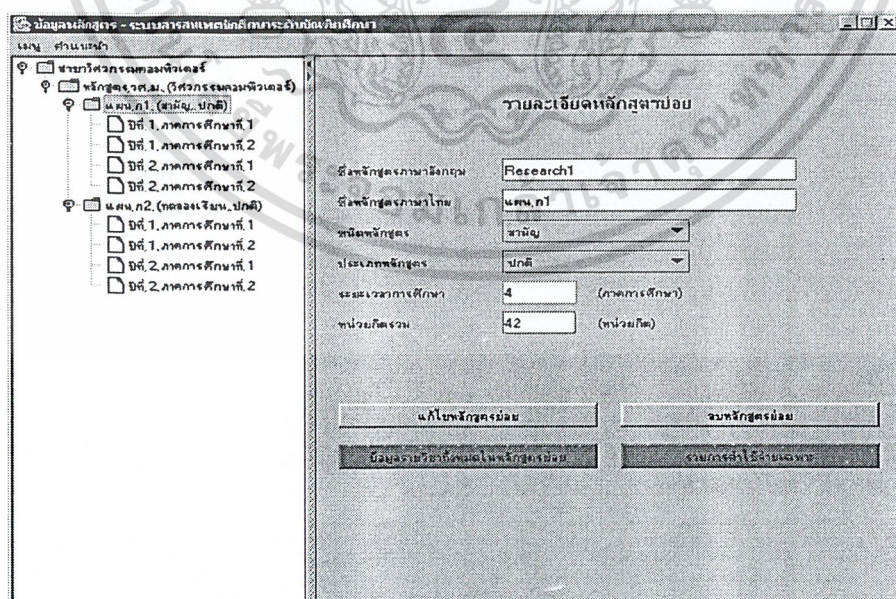 ข้อมูลหลักสูตร - ระบบสารสนเทศนักศึกษาระดับบัณฑิตศึกษา
เมนู คำแนะนำ
สาขาวิศวกรรมคอมพิวเตอร์
หลักสูตร วศ.ม. (วิศวกรรมคอมพิวเตอร์)
แผน ก1 (สามัญ ปกติ)
ปีที่ 1 ภาคการศึกษาที่ 1
ปีที่ 1 ภาคการศึกษาที่ 2
ปีที่ 2 ภาคการศึกษาที่ 1
ปีที่ 2 ภาคการศึกษาที่ 2
แผน ก2 (ทดลองเรียน ปกติ)
ปีที่ 1 ภาคการศึกษาที่ 1
ปีที่ 1 ภาคการศึกษาที่ 2
ปีที่ 2 ภาคการศึกษาที่ 1
ปีที่ 2 ภาคการศึกษาที่ 2
รายละเอียดหลักสูตรย่อย
ชื่อหลักสูตรภาษาอังกฤษ Research1
ชื่อหลักสูตรภาษาไทย แผน ก1
ชนิดหลักสูตร สามัญ
ประเภทหลักสูตร ปกติ
ระยะเวลาการศึกษา 4 (ภาคการศึกษา)
หน่วยกิตรวม 42 (หน่วยกิต)
แก้ไขหลักสูตรย่อย ลบหลักสูตรย่อย
ข้อมูลรายวิชาทั้งหมดในหลักสูตรย่อย รายการค่าใช้จ่ายเฉพาะ